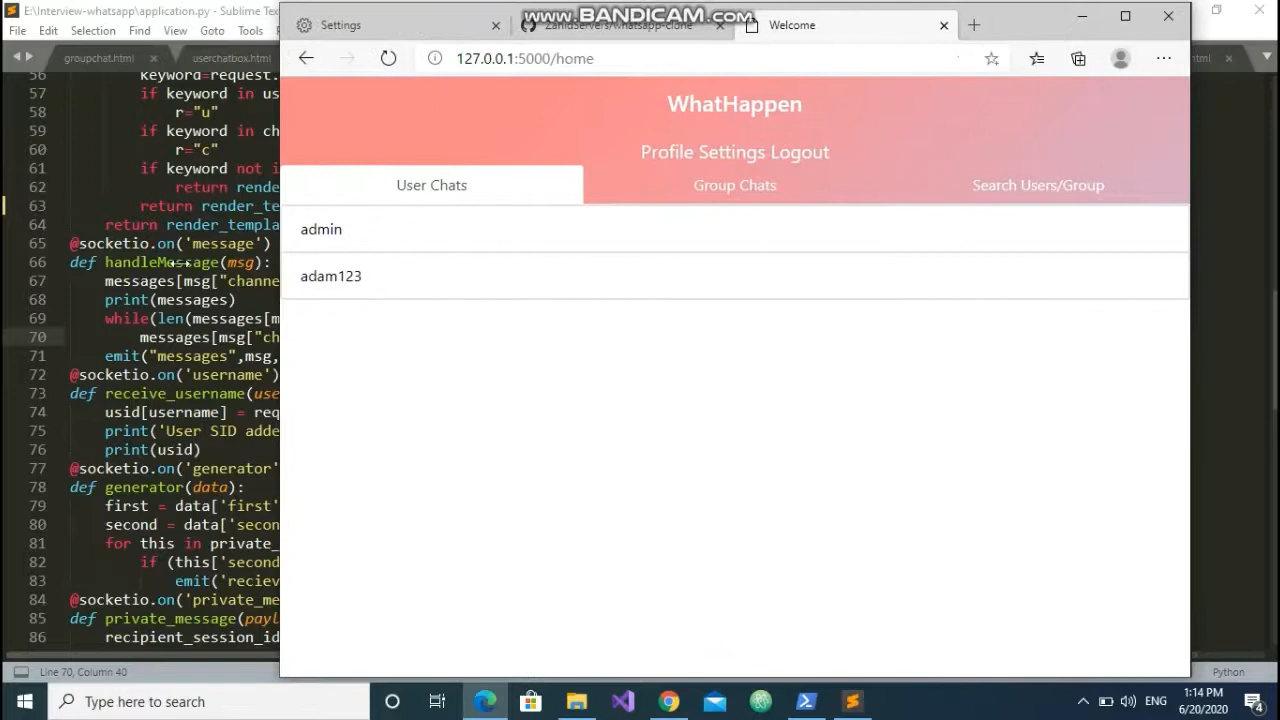 E:\Interview-whatsapp\application.py - Sublime Text
File Edit Selection Find View Goto Tools
groupchat.html userchatbox.html html
56 keyword=request.
57 if keyword in us
58 r="u"
59 if keyword in ch
60 r="c"
61 if keyword not i
62 return rende
63 return render_te
64 return render_templa
65 @socketio.on('message')
66 def handleMessage(msg):
67 messages[msg["channe
68 print(messages)
69 while(len(messages[m
70 messages[msg["ch
71 emit("messages",msg,
72 @socketio.on('username')
73 def receive_username(use
74 usid[username] = req
75 print('User SID adde
76 print(usid)
77 @socketio.on('generator'
78 def generator(data):
79 first = data['first'
80 second = data['secon
81 for this in private_
82 if (this['second
83 emit('reciev
84 @socketio.on('private_me
85 def private_message(payl
86 recipient_session_id
Line 70, Column 40
Python
www.BANDICAM.com
Settings ZahidServers/whatsapp-clone Welcome
127.0.0.1:5000/home
WhatHappen
Profile Settings Logout
User Chats Group Chats Search Users/Group
admin
adam123
Type here to search
ENG
1:14 PM
6/20/2020
4